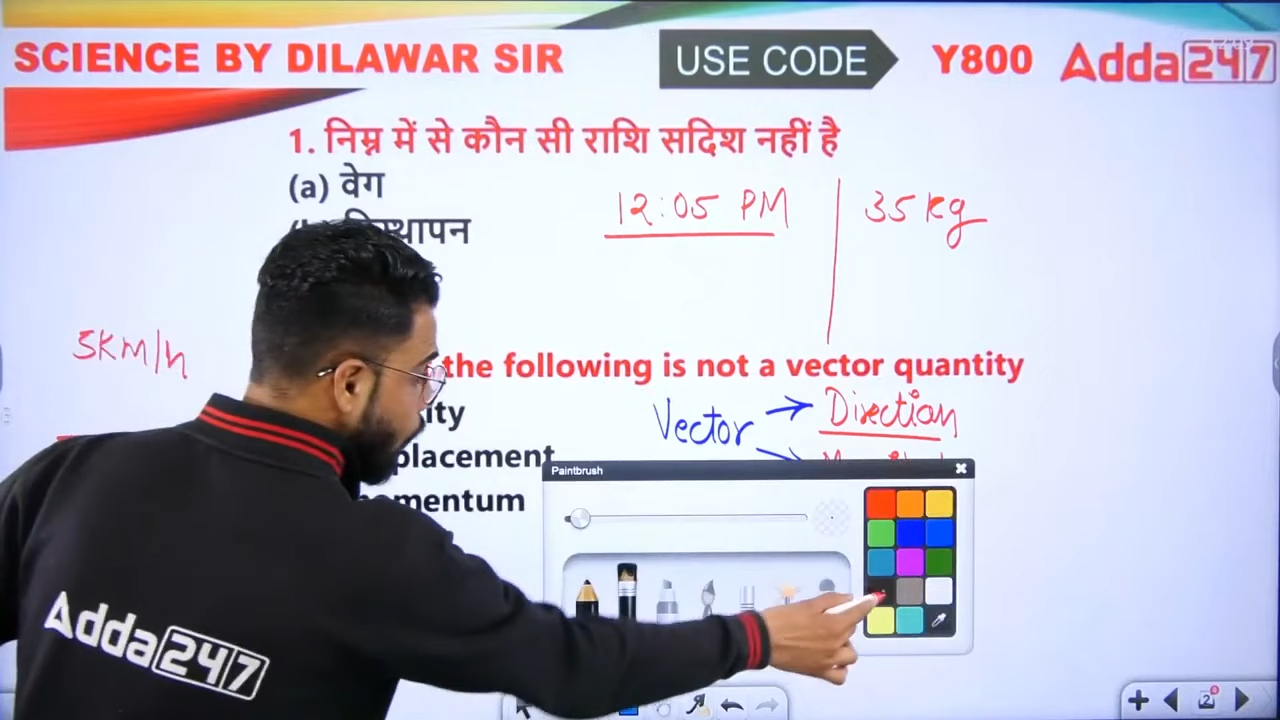 SCIENCE BY DILAWAR SIR
USE CODE
Y800
Adda247
1. निम्न में से कौन सी राशि सदिश नहीं है
(a) वेग
12:05 PM
35 kg
5KM/h
the following is not a vector quantity
Vector
Direction
placement
mentum
Paintbrush
Adda247
2